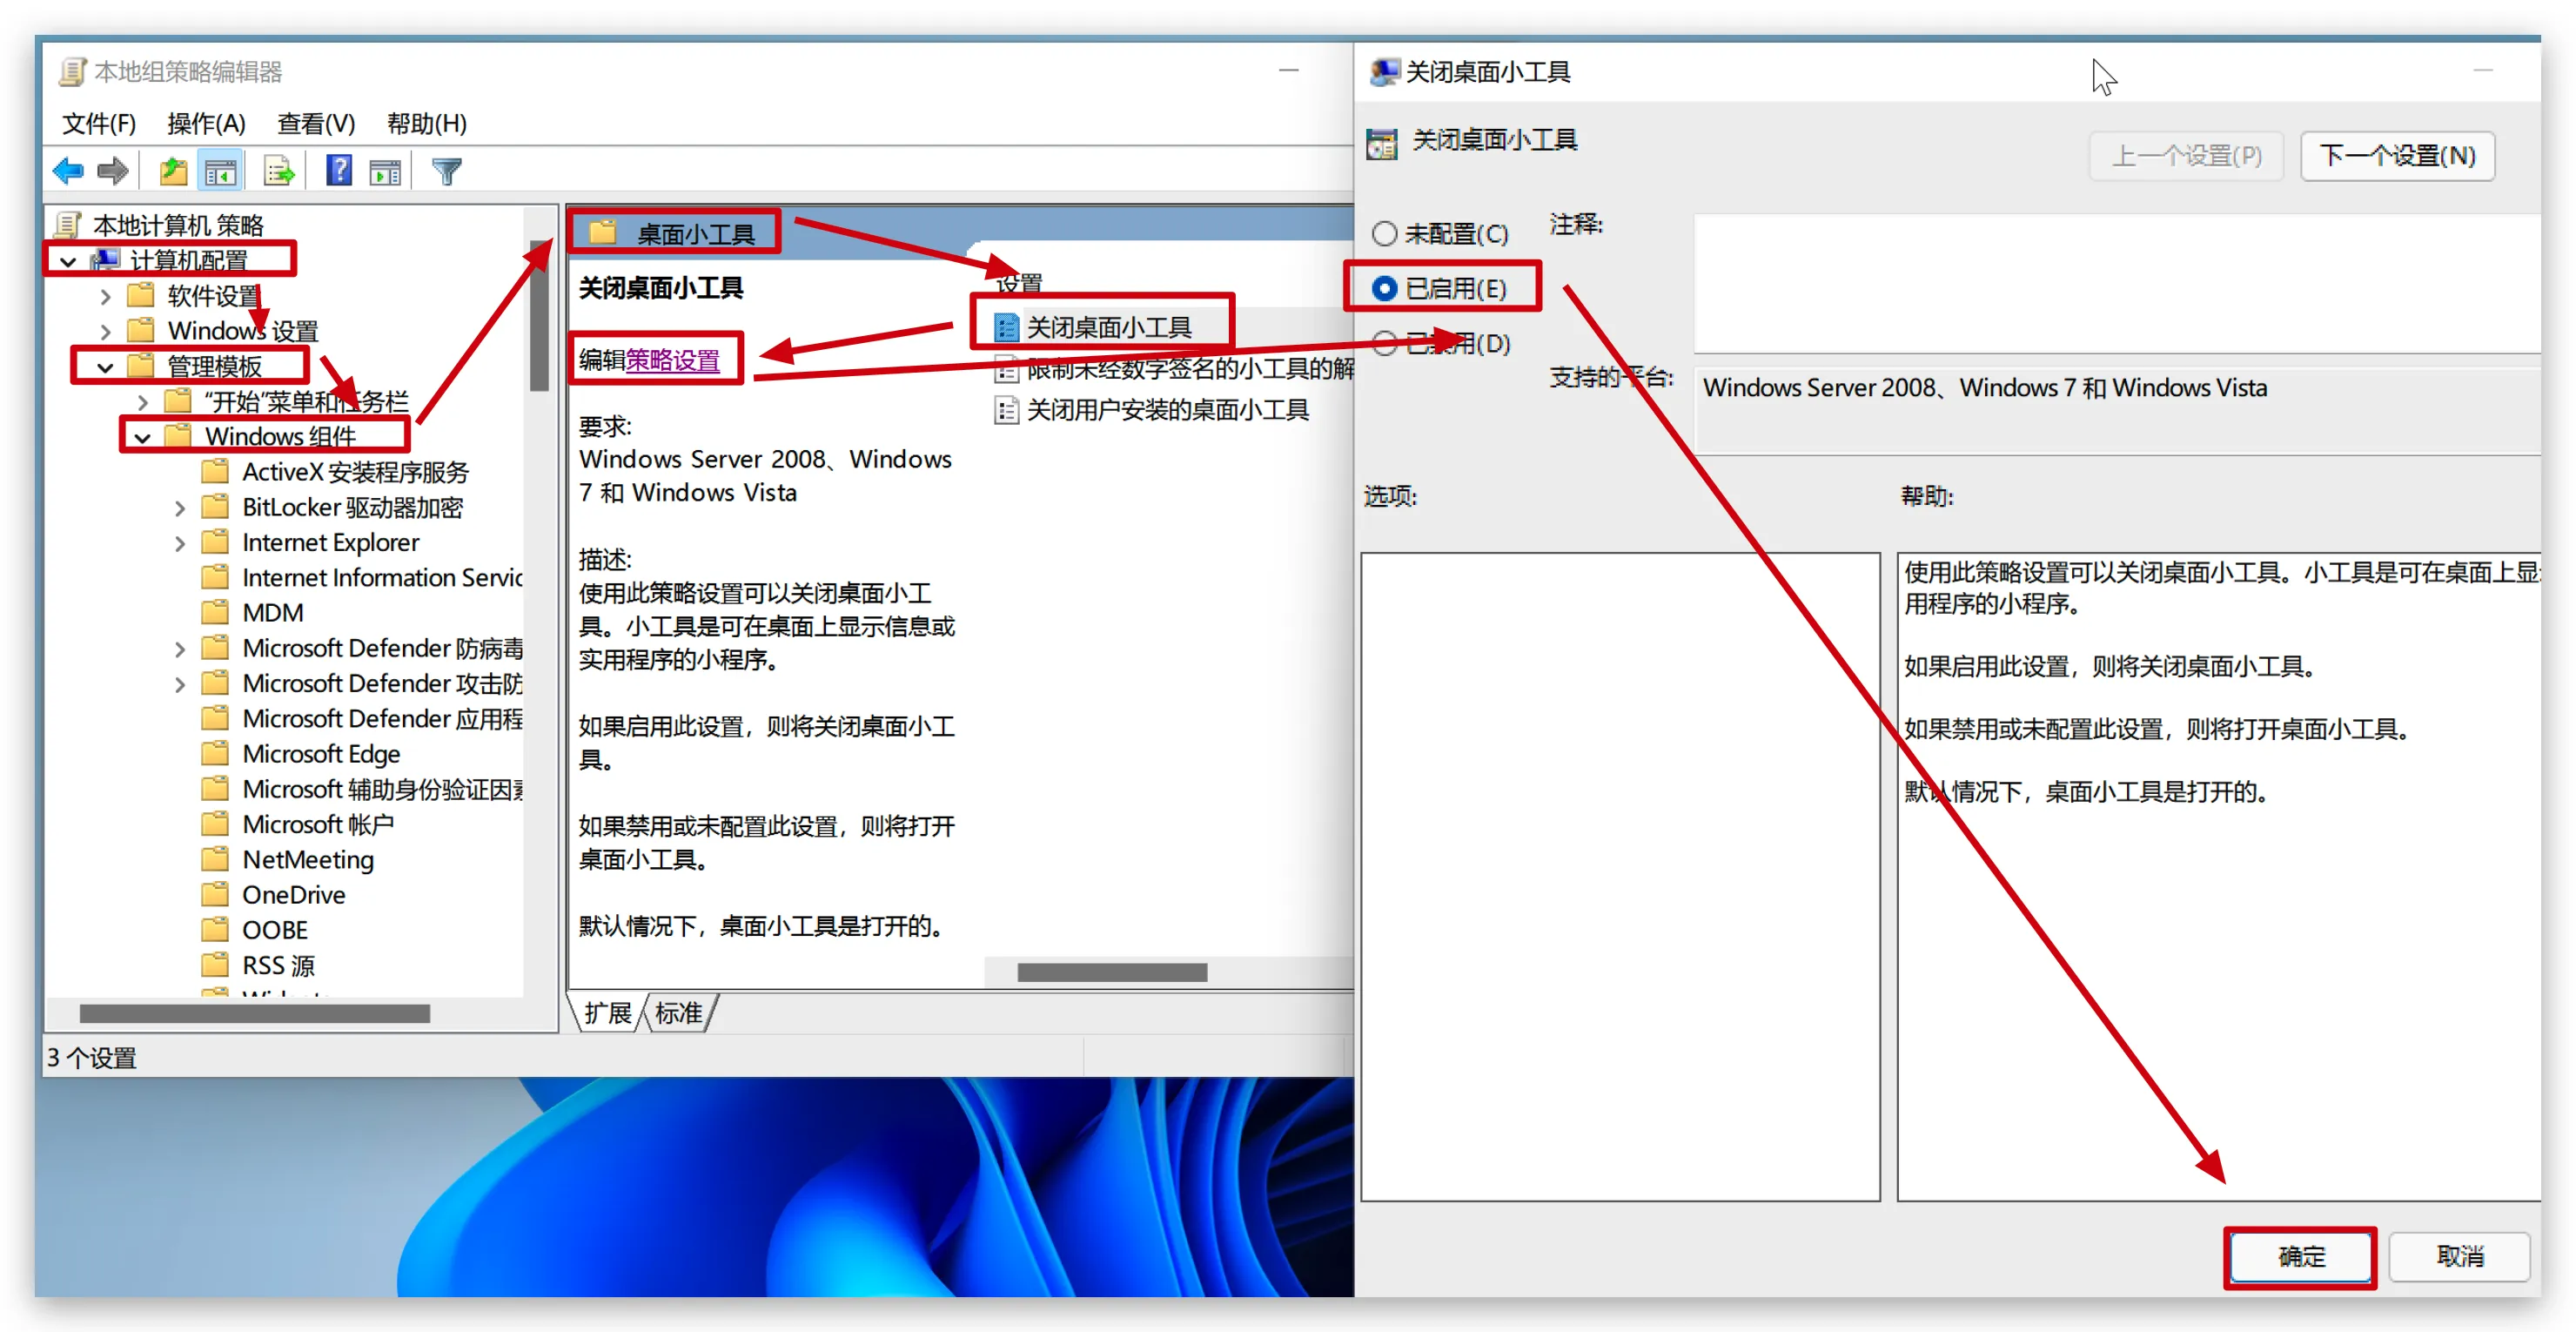 本地组策略编辑器
文件(F) 操作(A) 查看(V) 帮助(H)
本地计算机 策略
计算机配置
软件设置
Windows 设置
管理模板
“开始”菜单和任务栏
Windows 组件
ActiveX 安装程序服务
BitLocker 驱动器加密
Internet Explorer
Internet Information Servic
MDM
Microsoft Defender 防病毒
Microsoft Defender 攻击防
Microsoft Defender 应用程
Microsoft Edge
Microsoft 辅助身份验证因素
Microsoft 帐户
NetMeeting
OneDrive
OOBE
RSS 源
桌面小工具
关闭桌面小工具
编辑策略设置
要求:
Windows Server 2008、Windows
7 和 Windows Vista
描述:
使用此策略设置可以关闭桌面小工
具。小工具是可在桌面上显示信息或
实用程序的小程序。
如果启用此设置，则将关闭桌面小工
具。
如果禁用或未配置此设置，则将打开
桌面小工具。
默认情况下，桌面小工具是打开的。
设置
关闭桌面小工具
限制未经数字签名的小工具的解
关闭用户安装的桌面小工具
扩展 标准
3 个设置
关闭桌面小工具
关闭桌面小工具
上一个设置(P) 下一个设置(N)
未配置(C)
已启用(E)
已禁用(D)
注释:
支持的平台:
Windows Server 2008、Windows 7 和 Windows Vista
选项:
帮助:
使用此策略设置可以关闭桌面小工具。小工具是可在桌面上显
用程序的小程序。
如果启用此设置，则将关闭桌面小工具。
如果禁用或未配置此设置，则将打开桌面小工具。
默认情况下，桌面小工具是打开的。
确定 取消